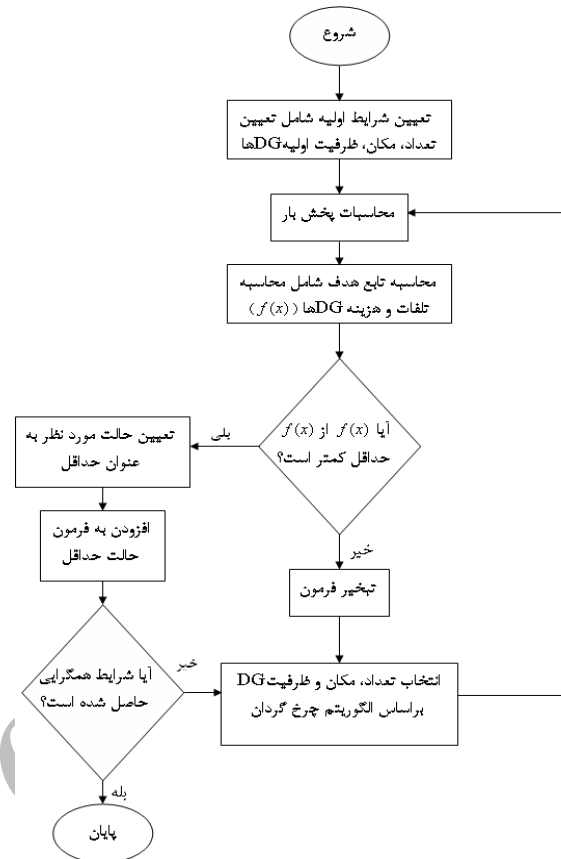 شروع
تعیین شرایط اولیه شامل تعیین
تعداد، مکان، ظرفیت اولیه DGها
محاسبات پخش بار
محاسبه تابع هدف شامل محاسبه
تلفات و هزینه DGها (f(x))
آیا f(x) از f(x)
حداقل کمتر است؟
بلی
تعیین حالت مورد نظر به
عنوان حداقل
افزودن به فرمون
حالت حداقل
خیر
تبخیر فرمون
آیا شرایط همگرایی
حاصل شده است؟
خیر
انتخاب تعداد، مکان و ظرفیت DG
براساس الگوریتم چرخ گردان
بله
پایان